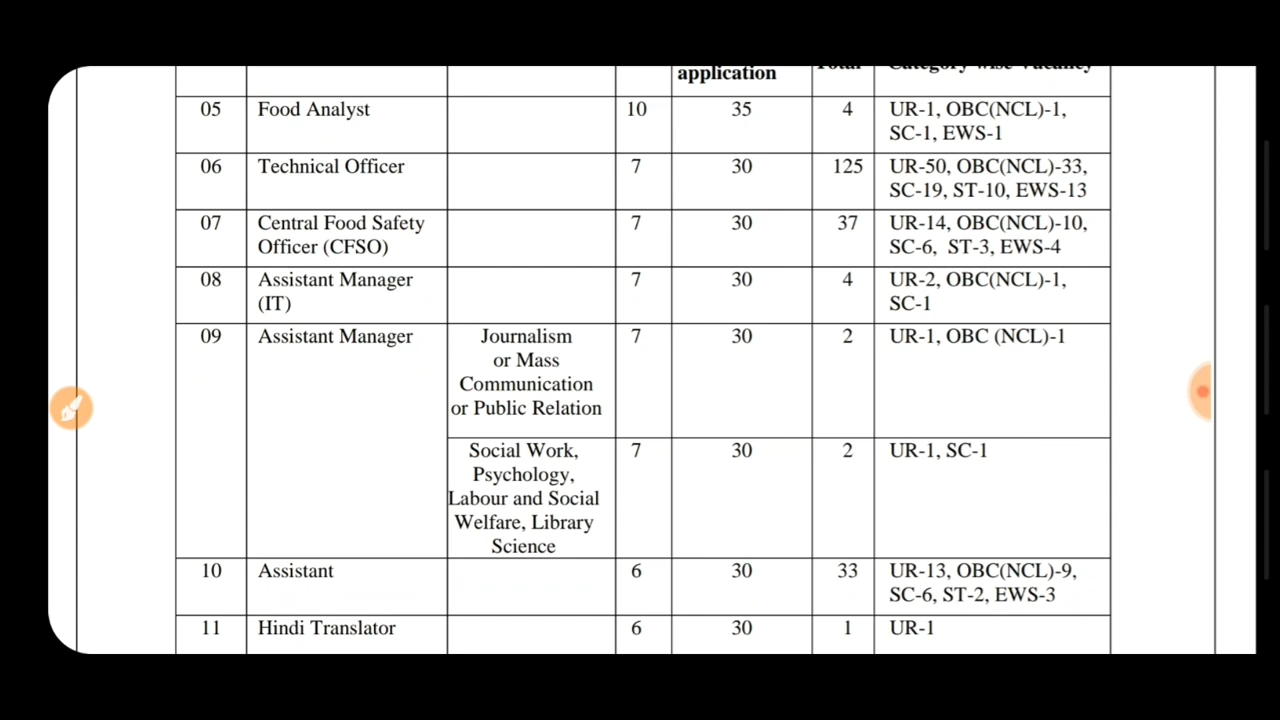 application Total Category wise Vacancy
05 Food Analyst 10 35 4 UR-1, OBC(NCL)-1,
SC-1, EWS-1
06 Technical Officer 7 30 125 UR-50, OBC(NCL)-33,
SC-19, ST-10, EWS-13
07 Central Food Safety 7 30 37 UR-14, OBC(NCL)-10,
Officer (CFSO) SC-6, ST-3, EWS-4
08 Assistant Manager 7 30 4 UR-2, OBC(NCL)-1,
(IT) SC-1
09 Assistant Manager Journalism 7 30 2 UR-1, OBC (NCL)-1
or Mass
Communication
or Public Relation
Social Work, 7 30 2 UR-1, SC-1
Psychology,
Labour and Social
Welfare, Library
Science
10 Assistant 6 30 33 UR-13, OBC(NCL)-9,
SC-6, ST-2, EWS-3
11 Hindi Translator 6 30 1 UR-1